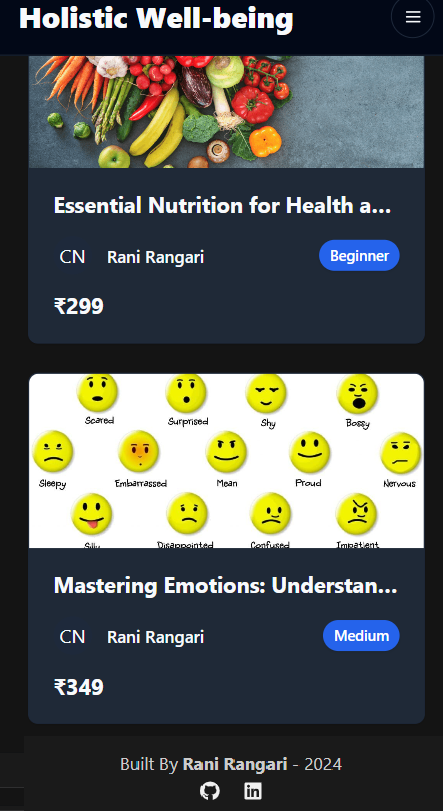 Holistic Well-being
Essential Nutrition for Health a...
CN Rani Rangari Beginner
₹299
Scared Surprised Shy Bossy
Sleepy Embarrassed Mean Proud Nervous
Silly Disappointed Confused Impatient
Mastering Emotions: Understan...
CN Rani Rangari Medium
₹349
Built By Rani Rangari - 2024
in